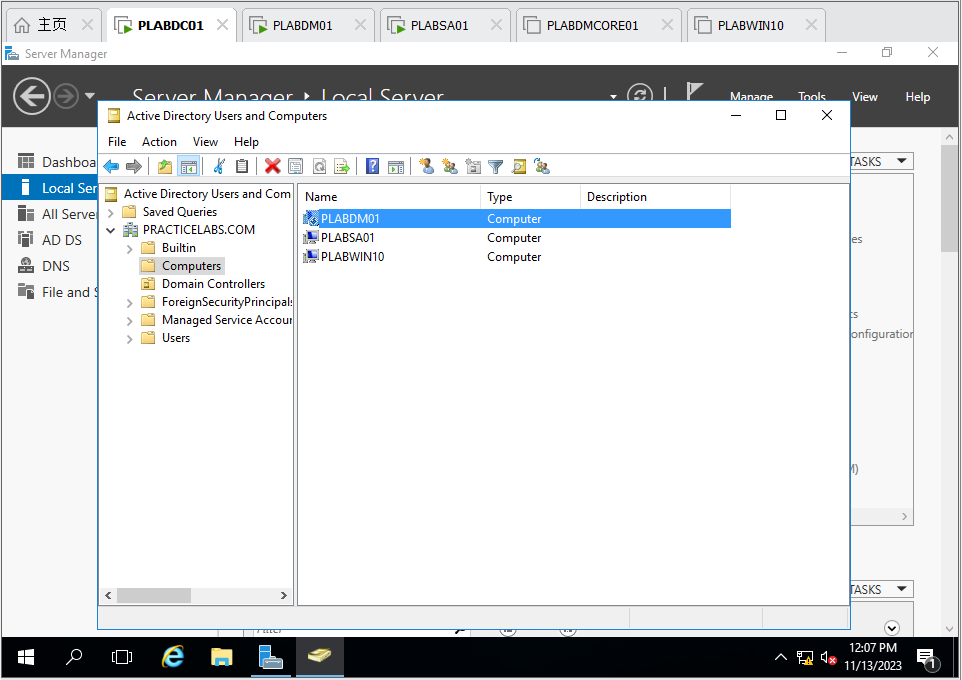 主页
PLABDC01
PLABDM01
PLABSA01
PLABDMCORE01
PLABWIN10
Server Manager
Server Manager ‣ Local Server
Manage Tools View Help
Active Directory Users and Computers
File Action View Help
Dashboa
Local Ser
All Server
AD DS
DNS
File and S
Active Directory Users and Com
Saved Queries
PRACTICELABS.COM
Builtin
Computers
Domain Controllers
ForeignSecurityPrincipals
Managed Service Accour
Users
Name Type Description
PLABDM01 Computer
PLABSA01 Computer
PLABWIN10 Computer
TASKS
es
ts
onfiguration
M)
TASKS
Filter
12:07 PM
11/13/2023
1